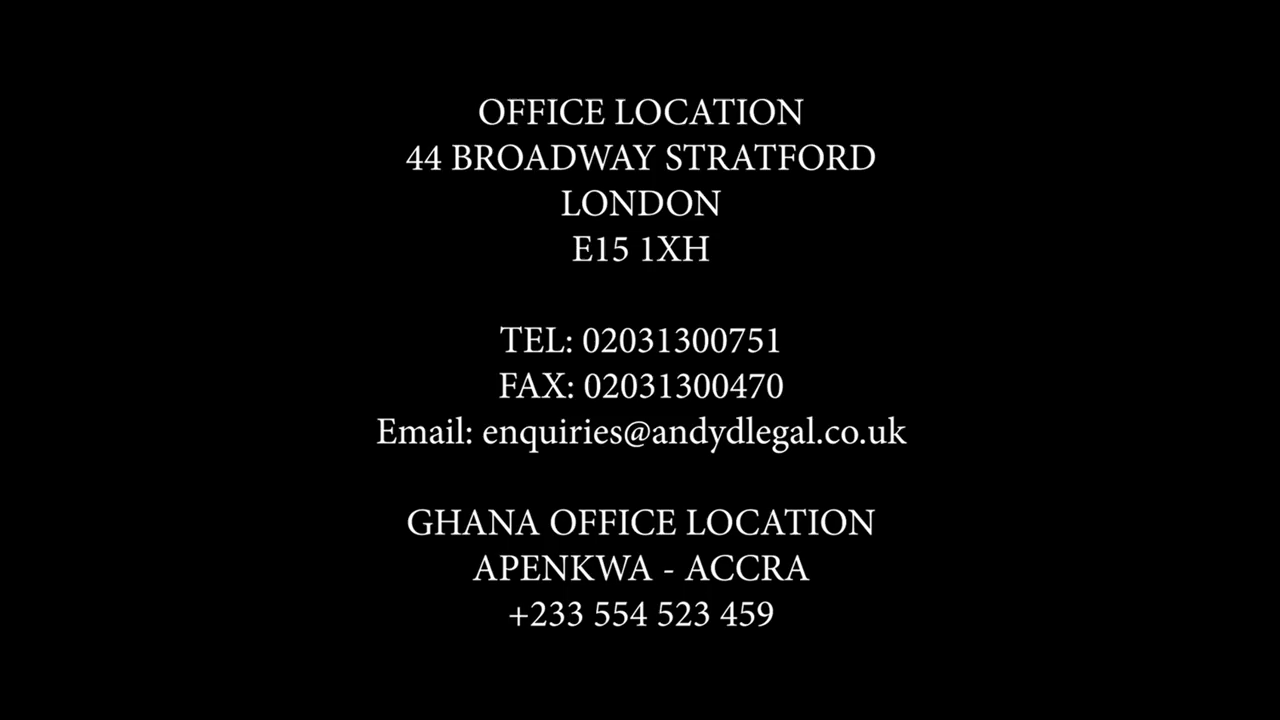 OFFICE LOCATION
44 BROADWAY STRATFORD
LONDON
E15 1XH
TEL: 02031300751
FAX: 02031300470
Email: enquiries@andydlegal.co.uk
GHANA OFFICE LOCATION
APENKWA - ACCRA
+233 554 523 459